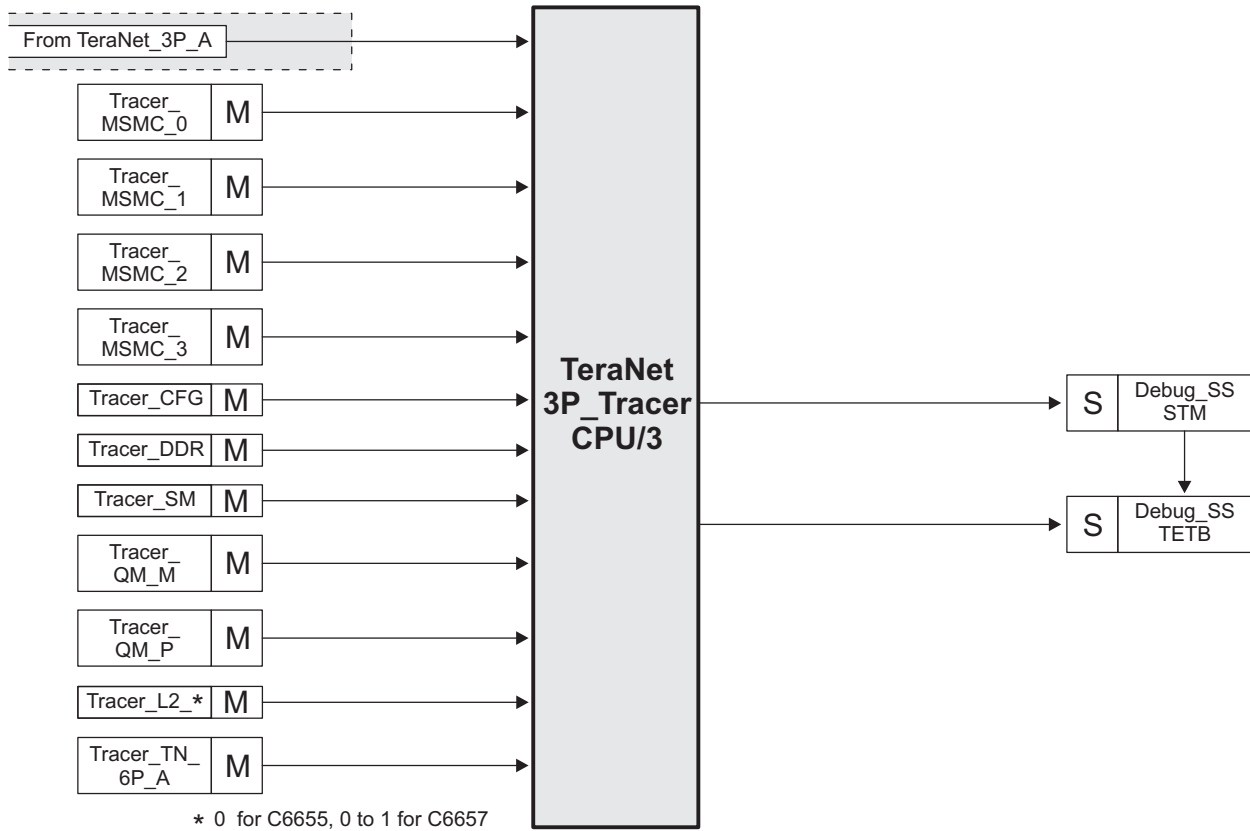 From TeraNet_3P_A
Tracer_
MSMC_0
M
Tracer_
MSMC_1
M
Tracer_
MSMC_2
M
Tracer_
MSMC_3
M
Tracer_CFG
M
Tracer_DDR
M
Tracer_SM
M
Tracer_
QM_M
M
Tracer_
QM_P
M
Tracer_L2_*
M
Tracer_TN_
6P_A
M
* 0 for C6655, 0 to 1 for C6657
TeraNet
3P_Tracer
CPU/3
S
Debug_SS
STM
S
Debug_SS
TETB